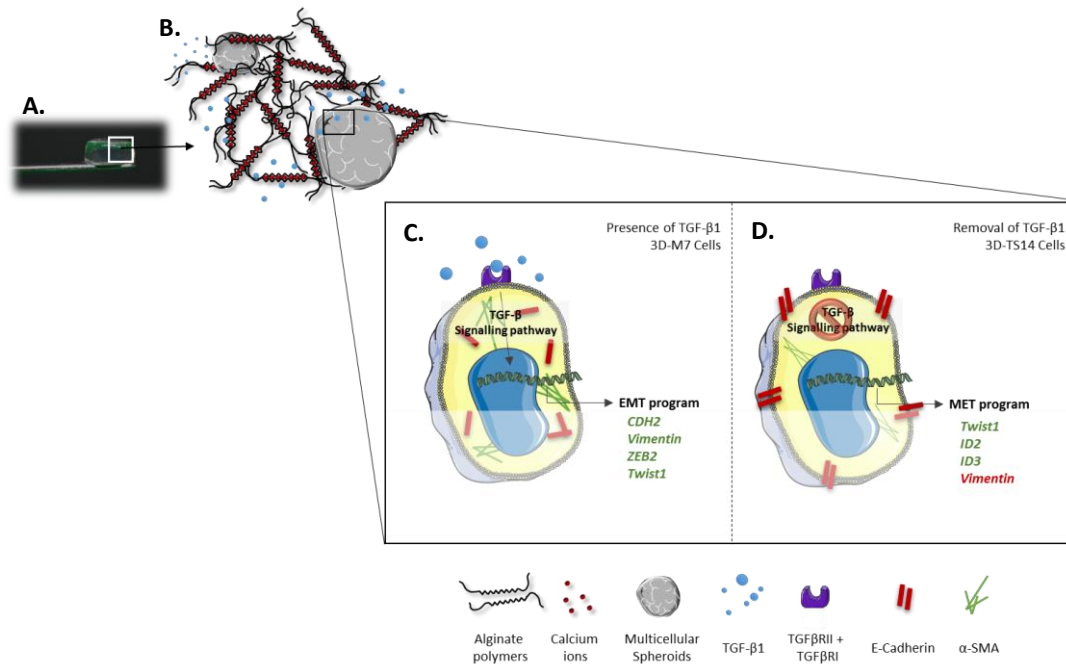 A.
B.
C.
Presence of TGF-β1
3D-M7 Cells
TGF-β
Signalling pathway
EMT program
CDH2
Vimentin
ZEB2
Twist1
D.
Removal of TGF-β1
3D-TS14 Cells
TGF-β
Signalling pathway
MET program
Twist1
ID2
ID3
Vimentin
Alginate
polymers
Calcium
ions
Multicellular
Spheroids
TGF-β1
TGFβRII +
TGFβRI
E-Cadherin
α-SMA